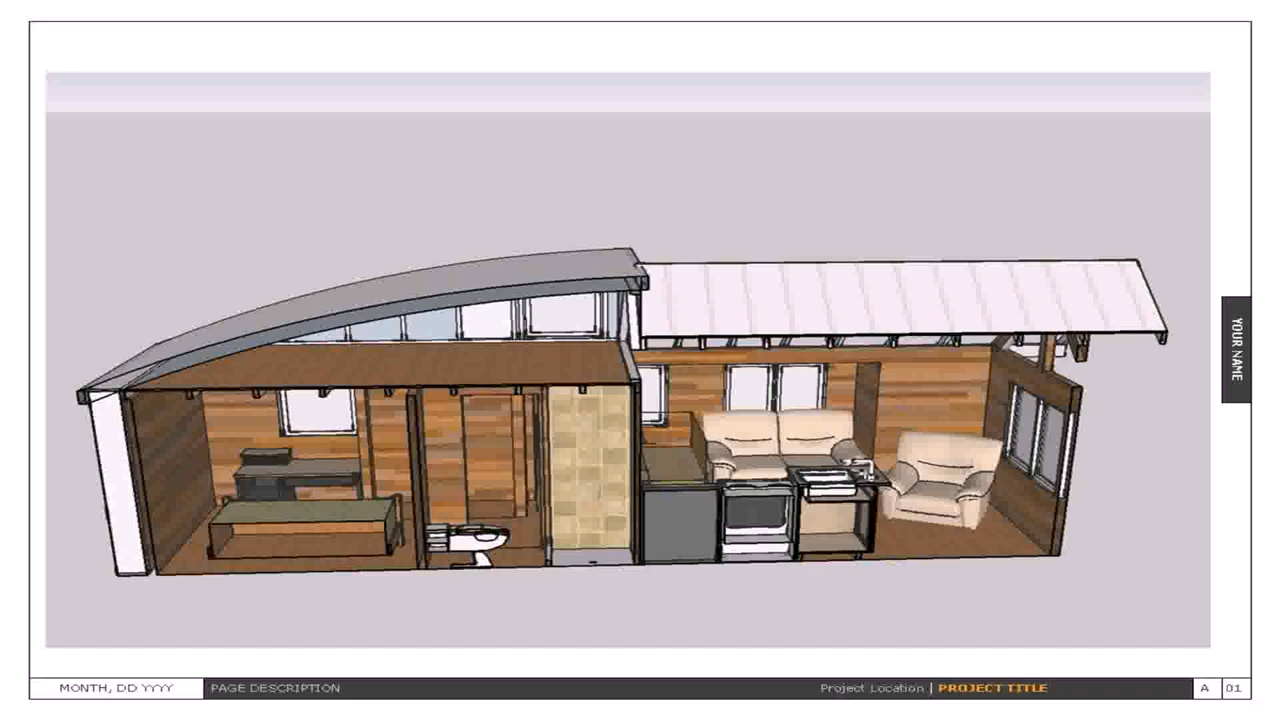 YOUR NAME
MONTH, DD YYYY
PAGE DESCRIPTION
Project Location | PROJECT TITLE
A 01